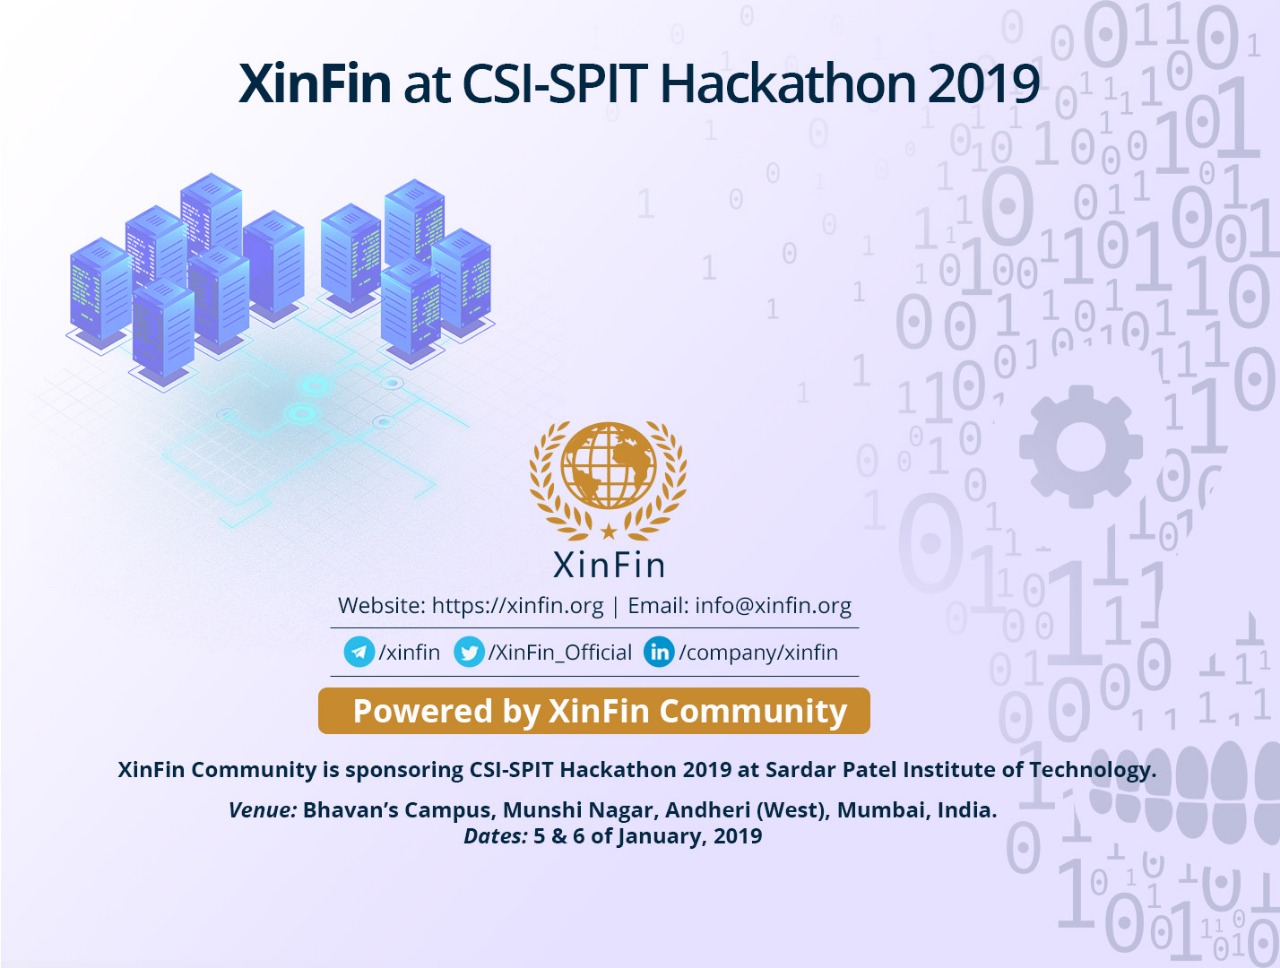 XinFin at CSI-SPIT Hackathon 2019
XinFin
Website: https://xinfin.org | Email: info@xinfin.org
/xinfin /XinFin_Official in /company/xinfin
Powered by XinFin Community
XinFin Community is sponsoring CSI-SPIT Hackathon 2019 at Sardar Patel Institute of Technology.
Venue: Bhavan’s Campus, Munshi Nagar, Andheri (West), Mumbai, India.
Dates: 5 & 6 of January, 2019